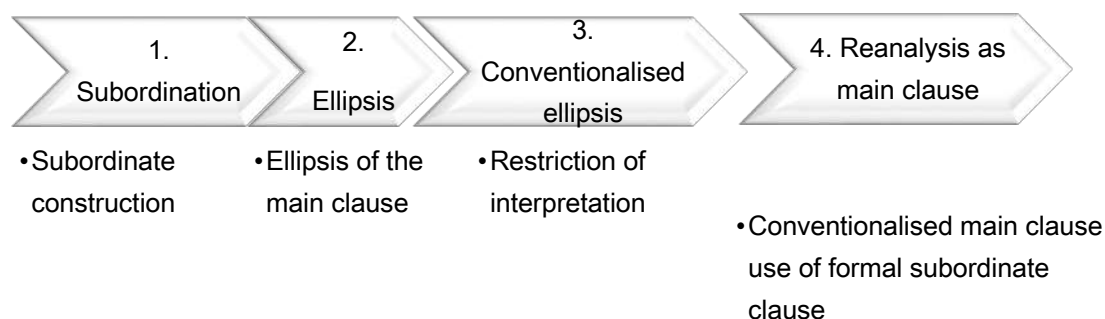 1.
Subordination
2.
Ellipsis
3.
Conventionalised
ellipsis
4. Reanalysis as
main clause
•Subordinate
construction
•Ellipsis of the
main clause
•Restriction of
interpretation
•Conventionalised main clause
use of formal subordinate
clause